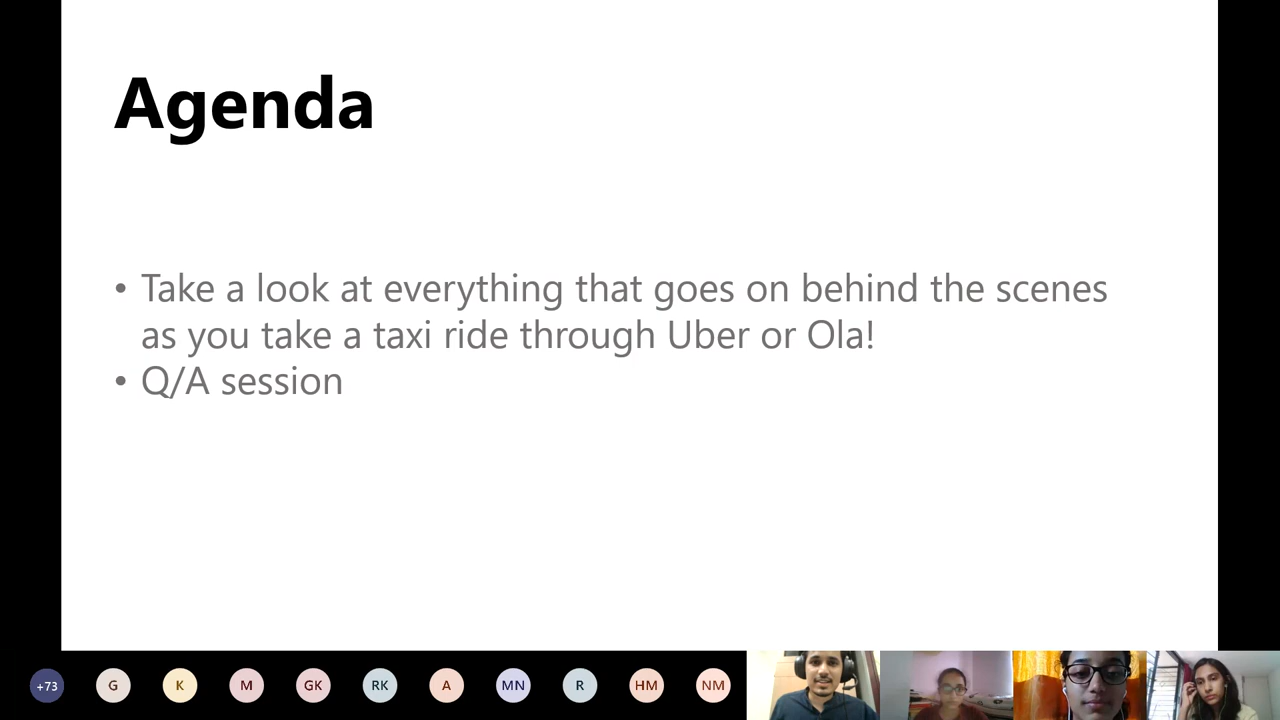 Agenda
• Take a look at everything that goes on behind the scenes
as you take a taxi ride through Uber or Ola!
• Q/A session
+73 G K M GK RK A MN R HM NM